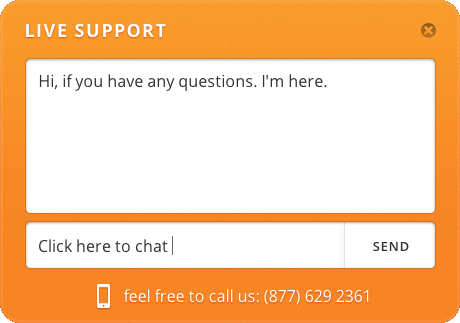 LIVE SUPPORT
Hi, if you have any questions. I'm here.
Click here to chat
SEND
feel free to call us: (877) 629 2361